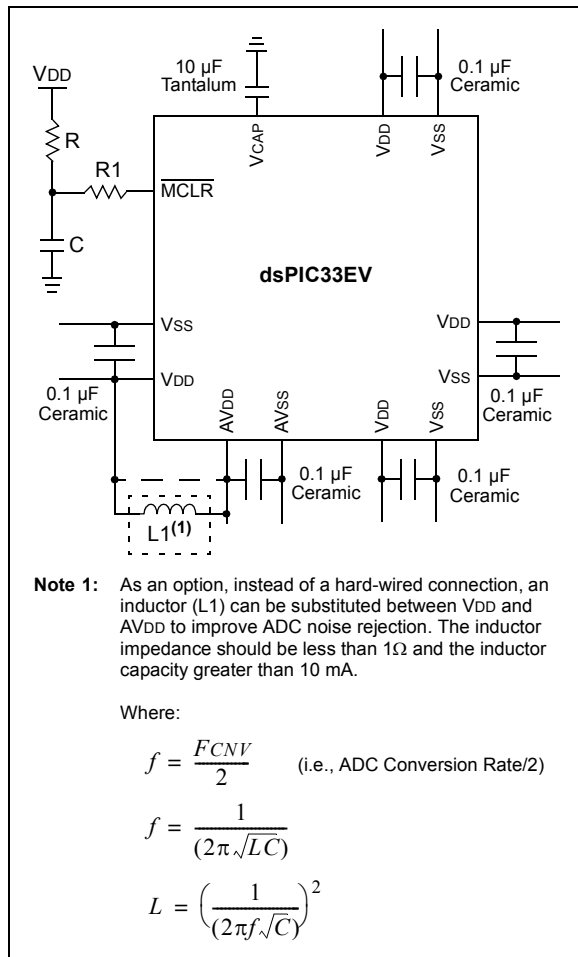 10 µF
Tantalum
0.1 µF
Ceramic
VDD
R
R1
C
VCAP
VDD
VSS
MCLR
dsPIC33EV
VSS
VDD
VDD
VSS
0.1 µF
Ceramic
0.1 µF
Ceramic
AVDD
AVSS
VDD
VSS
0.1 µF
Ceramic
0.1 µF
Ceramic
L1(1)
Note 1: As an option, instead of a hard-wired connection, an
inductor (L1) can be substituted between VDD and
AVDD to improve ADC noise rejection. The inductor
impedance should be less than 1Ω and the inductor
capacity greater than 10 mA.
Where:
f = FCNV / 2 (i.e., ADC Conversion Rate/2)
f = 1 / (2π√LC)
L = (1 / (2πf√C))²